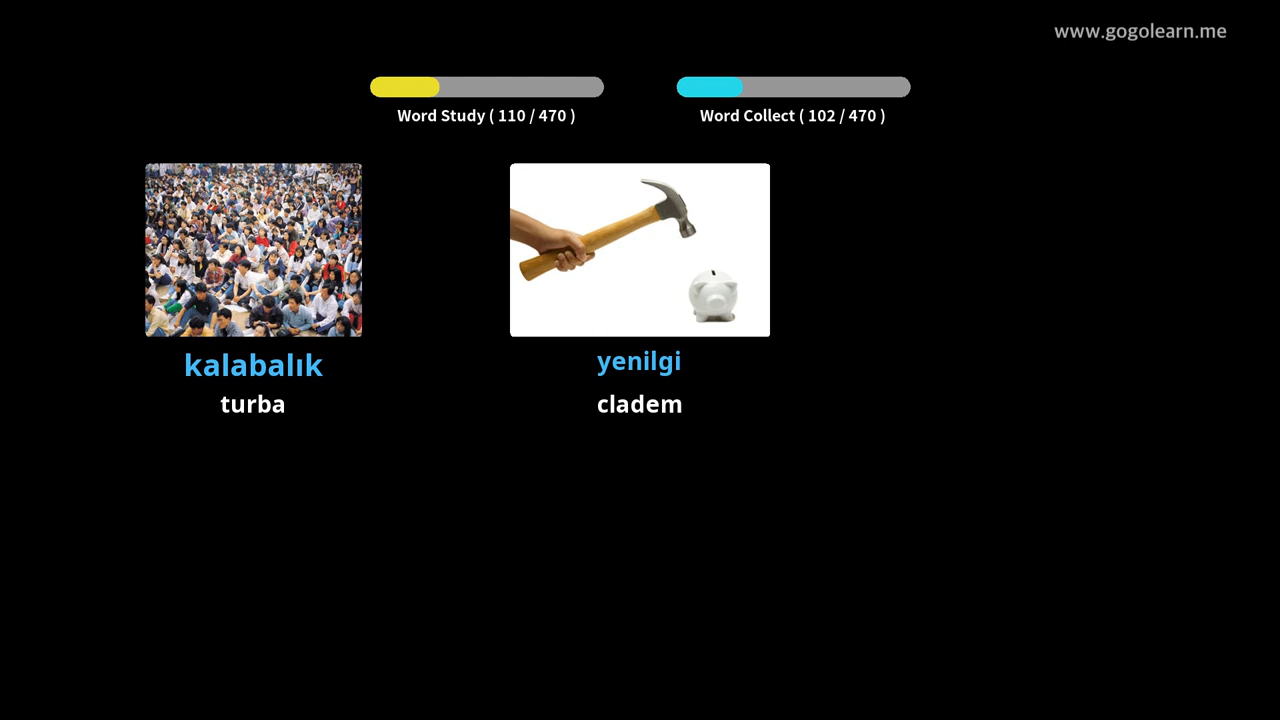 www.gogolearn.me
Word Study ( 110 / 470 )
Word Collect ( 102 / 470 )
kalabalık
turba
yenilgi
cladem